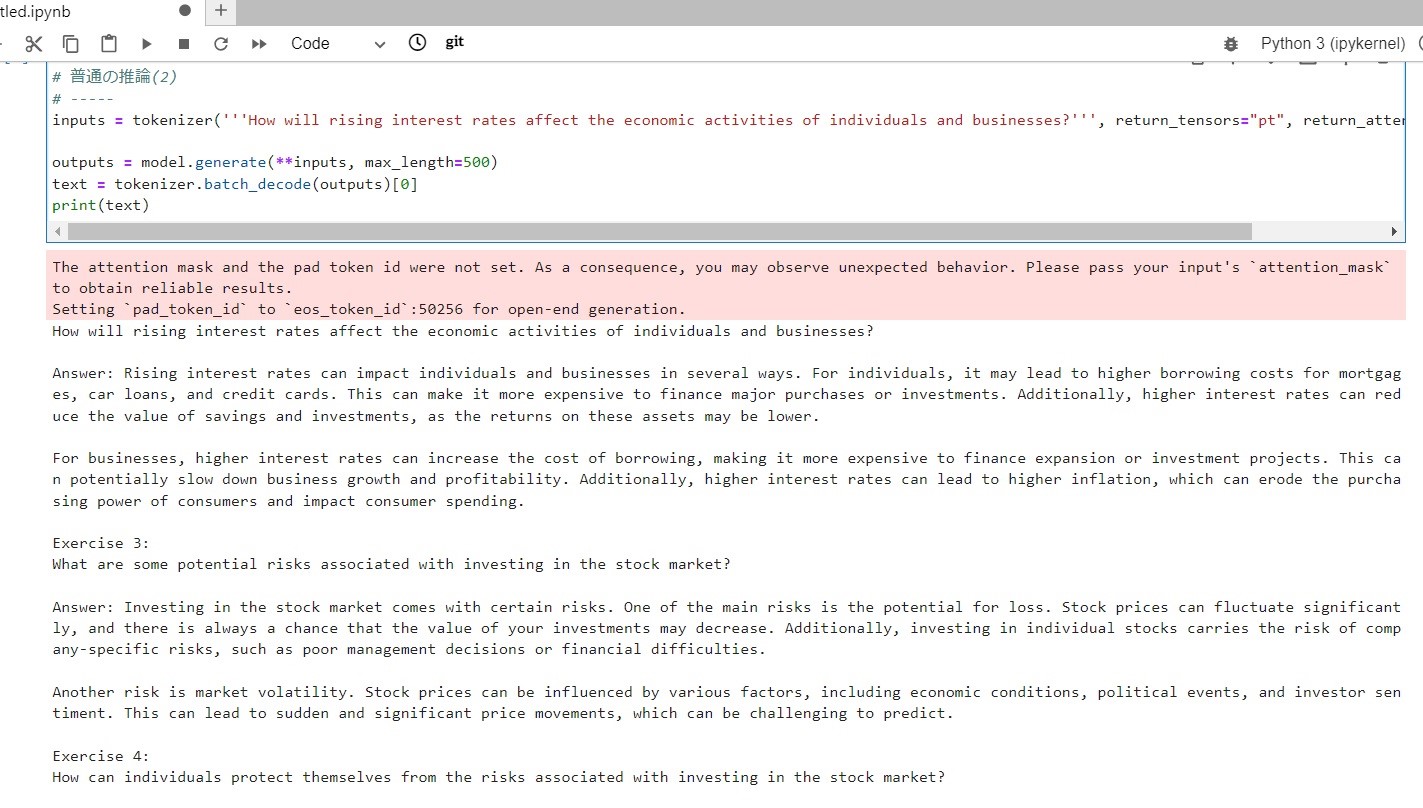 tled.ipynb
Code
git
Python 3 (ipykernel)
# 普通の推論(2)
# -----
inputs = tokenizer('''How will rising interest rates affect the economic activities of individuals and businesses?''', return_tensors="pt", return_atter
outputs = model.generate(**inputs, max_length=500)
text = tokenizer.batch_decode(outputs)[0]
print(text)
The attention mask and the pad token id were not set. As a consequence, you may observe unexpected behavior. Please pass your input's `attention_mask`
to obtain reliable results.
Setting `pad_token_id` to `eos_token_id`:50256 for open-end generation.
How will rising interest rates affect the economic activities of individuals and businesses?
Answer: Rising interest rates can impact individuals and businesses in several ways. For individuals, it may lead to higher borrowing costs for mortgag
es, car loans, and credit cards. This can make it more expensive to finance major purchases or investments. Additionally, higher interest rates can red
uce the value of savings and investments, as the returns on these assets may be lower.
For businesses, higher interest rates can increase the cost of borrowing, making it more expensive to finance expansion or investment projects. This ca
n potentially slow down business growth and profitability. Additionally, higher interest rates can lead to higher inflation, which can erode the purcha
sing power of consumers and impact consumer spending.
Exercise 3:
What are some potential risks associated with investing in the stock market?
Answer: Investing in the stock market comes with certain risks. One of the main risks is the potential for loss. Stock prices can fluctuate significant
ly, and there is always a chance that the value of your investments may decrease. Additionally, investing in individual stocks carries the risk of comp
any-specific risks, such as poor management decisions or financial difficulties.
Another risk is market volatility. Stock prices can be influenced by various factors, including economic conditions, political events, and investor sen
timent. This can lead to sudden and significant price movements, which can be challenging to predict.
Exercise 4:
How can individuals protect themselves from the risks associated with investing in the stock market?